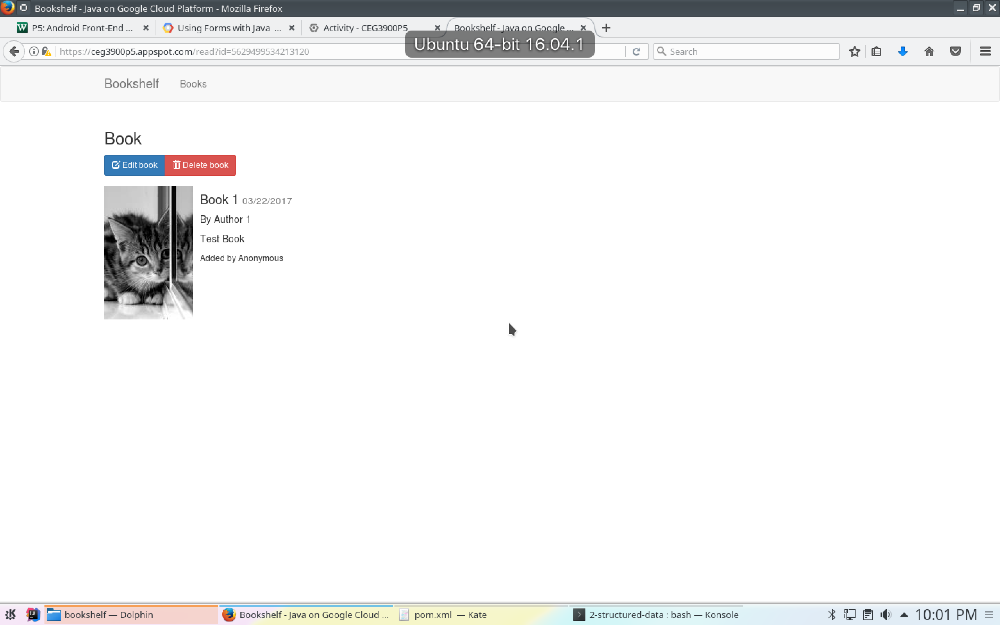 Bookshelf - Java on Google Cloud Platform - Mozilla Firefox
P5: Android Front-End ...
Using Forms with Java ...
Activity - CEG3900P5
Bookshelf - Java on Google ...
Ubuntu 64-bit 16.04.1
https://ceg3900p5.appspot.com/read?id=5629499534213120
Search
Bookshelf
Books
Book
Edit book
Delete book
Book 1 03/22/2017
By Author 1
Test Book
Added by Anonymous
bookshelf — Dolphin
Bookshelf - Java on Google Cloud ...
pom.xml — Kate
2-structured-data : bash — Konsole
10:01 PM